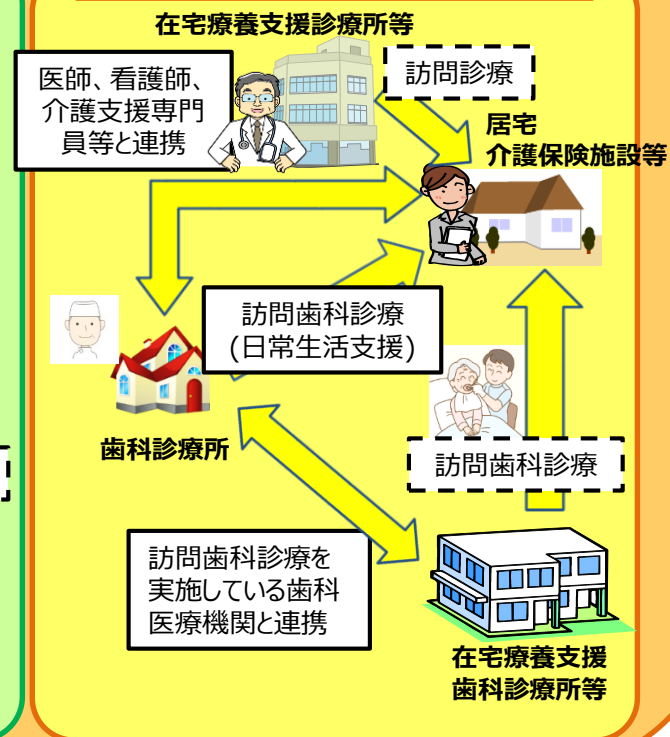 在宅療養支援診療所等
医師、看護師、
介護支援専門
員等と連携
訪問診療
居宅
介護保険施設等
訪問歯科診療
(日常生活支援)
歯科診療所
訪問歯科診療
訪問歯科診療を
実施している歯科
医療機関と連携
在宅療養支援
歯科診療所等